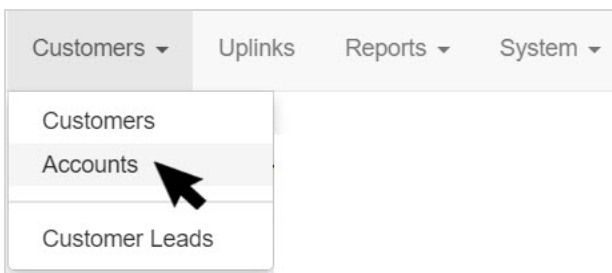 Customers Uplinks Reports System
Customers
Accounts
Customer Leads